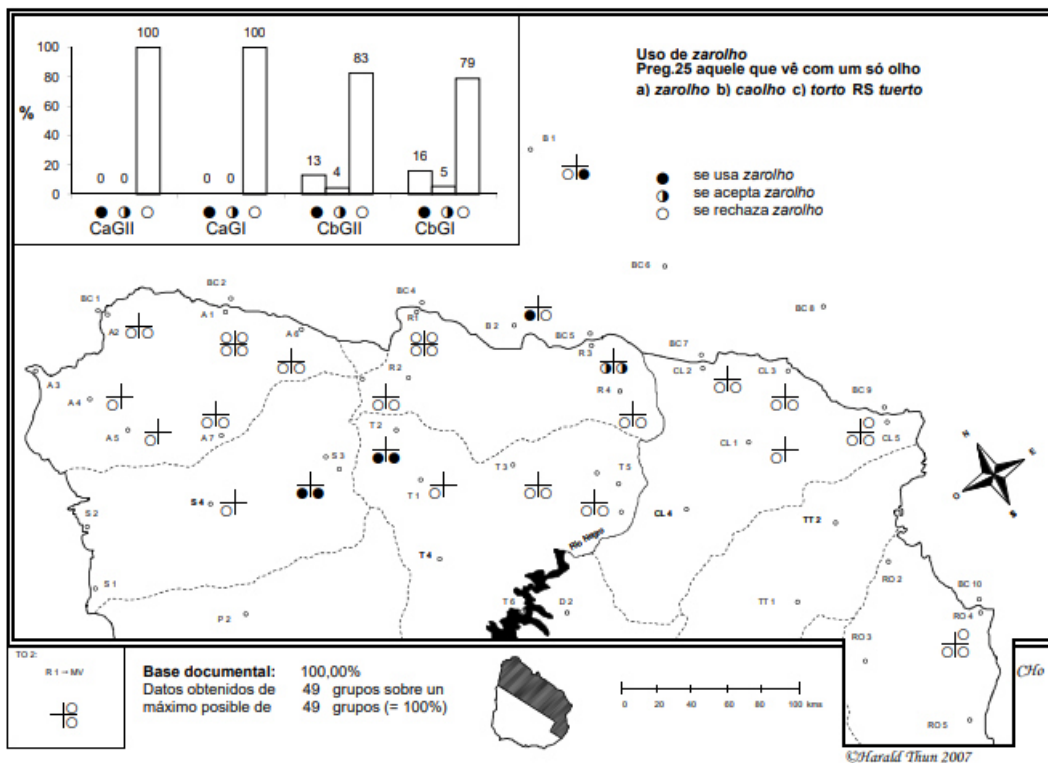 100
80
60
40
20
0
%
0 0 100
0 0 100
13 4 83
16 5 79
CaGII CaGI CbGII CbGI
Uso de zarolho
Preg.25 aquele que vê com um só olho
a) zarolho b) caolho c) torto RS tuerto
se usa zarolho
se acepta zarolho
se rechaza zarolho
B 1
BC 6
BC 1
BC 2
BC 4
BC 8
A2
A 1
A 6
R1
B 2
BC 5
R 3
BC 7
CL 2
CL 3
A 3
A 4
R 2
R 4
BC 9
A 5
A 7
T 2
CL 1
CL 5
S 3
T 3
T 5
T 1
S 4
S 2
CL 4
TT 2
N
E
O
S
Río Negro
T 4
RO 2
S 1
P 2
T 6
D 2
TT 1
BC 10
RO 4
RO 3
RO 5
TO 2:
R 1 → MV
Base documental: 100,00%
Datos obtenidos de 49 grupos sobre un
máximo posible de 49 grupos (= 100%)
0 20 40 60 80 100 kms
CHo
©Harald Thun 2007